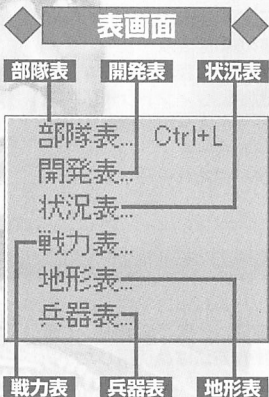 表画面
部隊表 開発表 状況表
部隊表... Ctrl+L
開発表...
状況表...
戦力表...
地形表...
兵器表...
戦力表 兵器表 地形表